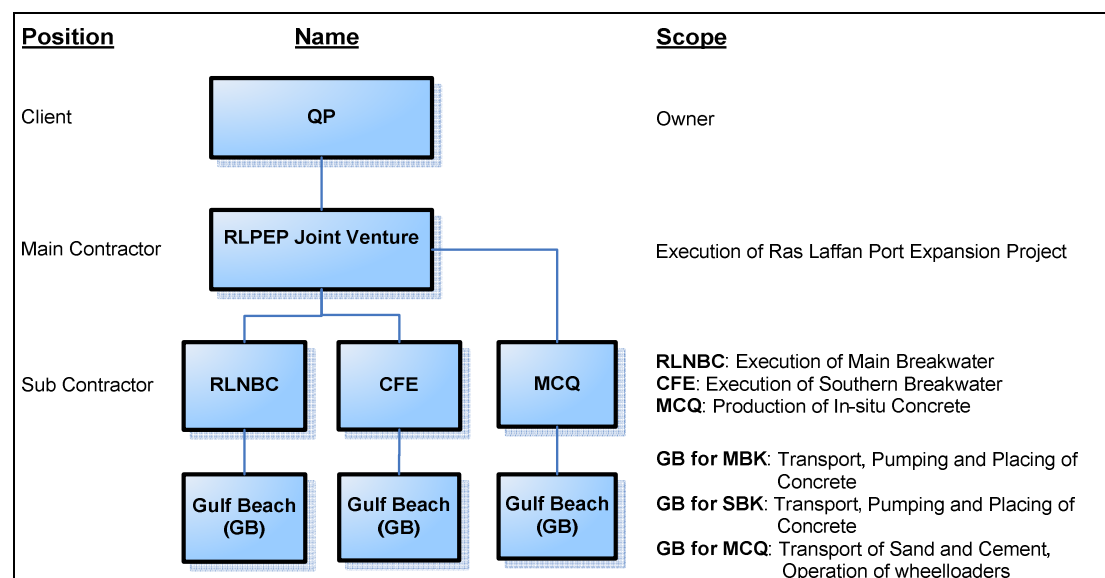 Position Name Scope
Client QP Owner
Main Contractor RLPEP Joint Venture Execution of Ras Laffan Port Expansion Project
Sub Contractor RLNBC CFE MCQ
RLNBC: Execution of Main Breakwater
CFE: Execution of Southern Breakwater
MCQ: Production of In-situ Concrete
Gulf Beach
(GB)
Gulf Beach
(GB)
Gulf Beach
(GB)
GB for MBK: Transport, Pumping and Placing of
Concrete
GB for SBK: Transport, Pumping and Placing of
Concrete
GB for MCQ: Transport of Sand and Cement,
Operation of wheelloaders